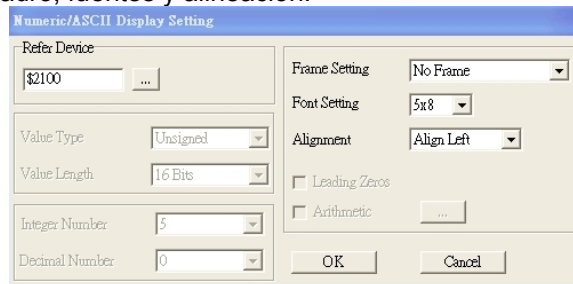 Numeric/ASCII Display Setting
Refer Device
$2100
...
Value Type
Unsigned
Value Length
16 Bits
Integer Number
5
Decimal Number
0
Frame Setting
No Frame
Font Setting
5x8
Alignment
Align Left
Leading Zeros
Arithmetic
...
OK
Cancel